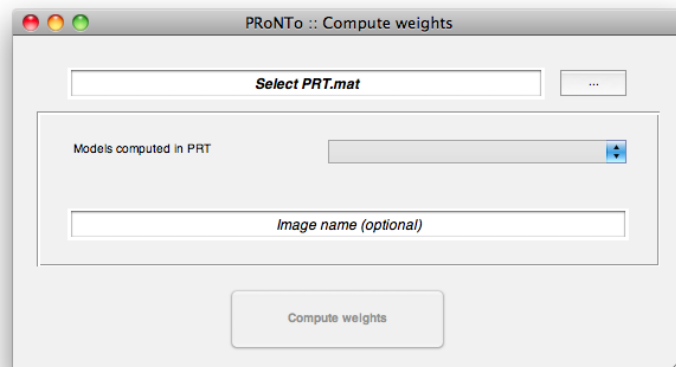 PRoNTo :: Compute weights
Select PRT.mat
...
Models computed in PRT
Image name (optional)
Compute weights